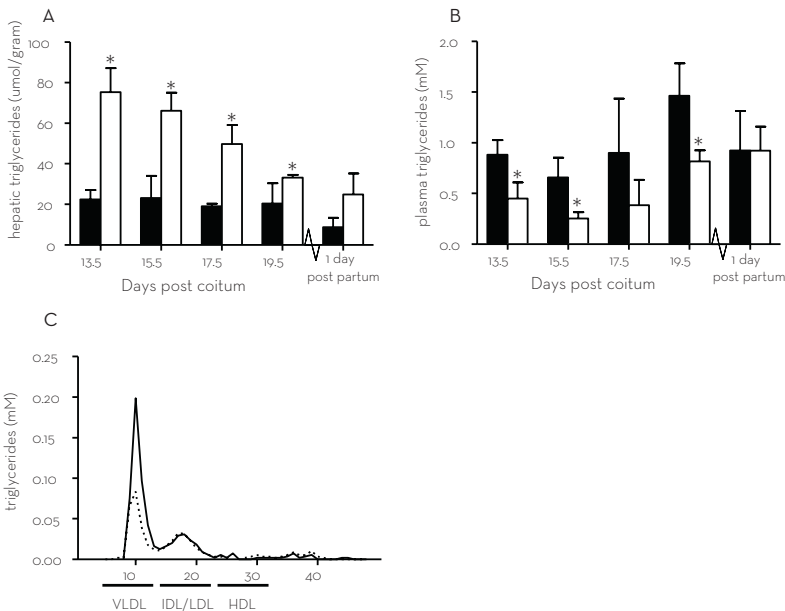 A
hepatic triglycerides (umol/gram)
100
80
60
40
20
0
*
*
*
*
13.5
15.5
17.5
19.5
1 day
post partum
Days post coitum
B
plasma triglycerides (mM)
2.0
1.5
1.0
0.5
0.0
*
*
*
13.5
15.5
17.5
19.5
1 day
post partum
Days post coitum
C
triglycerides (mM)
0.25
0.20
0.15
0.10
0.05
0.00
10
20
30
40
VLDL
IDL/LDL
HDL